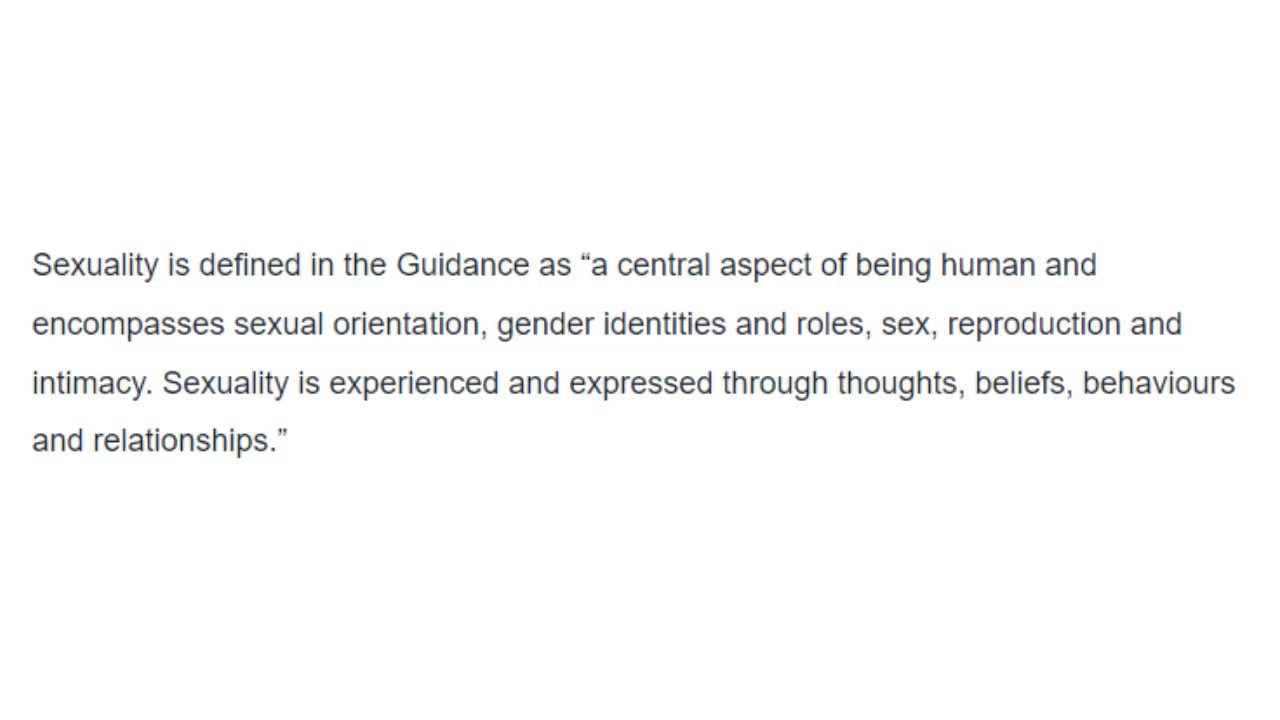 Sexuality is defined in the Guidance as “a central aspect of being human and
encompasses sexual orientation, gender identities and roles, sex, reproduction and
intimacy. Sexuality is experienced and expressed through thoughts, beliefs, behaviours
and relationships.”